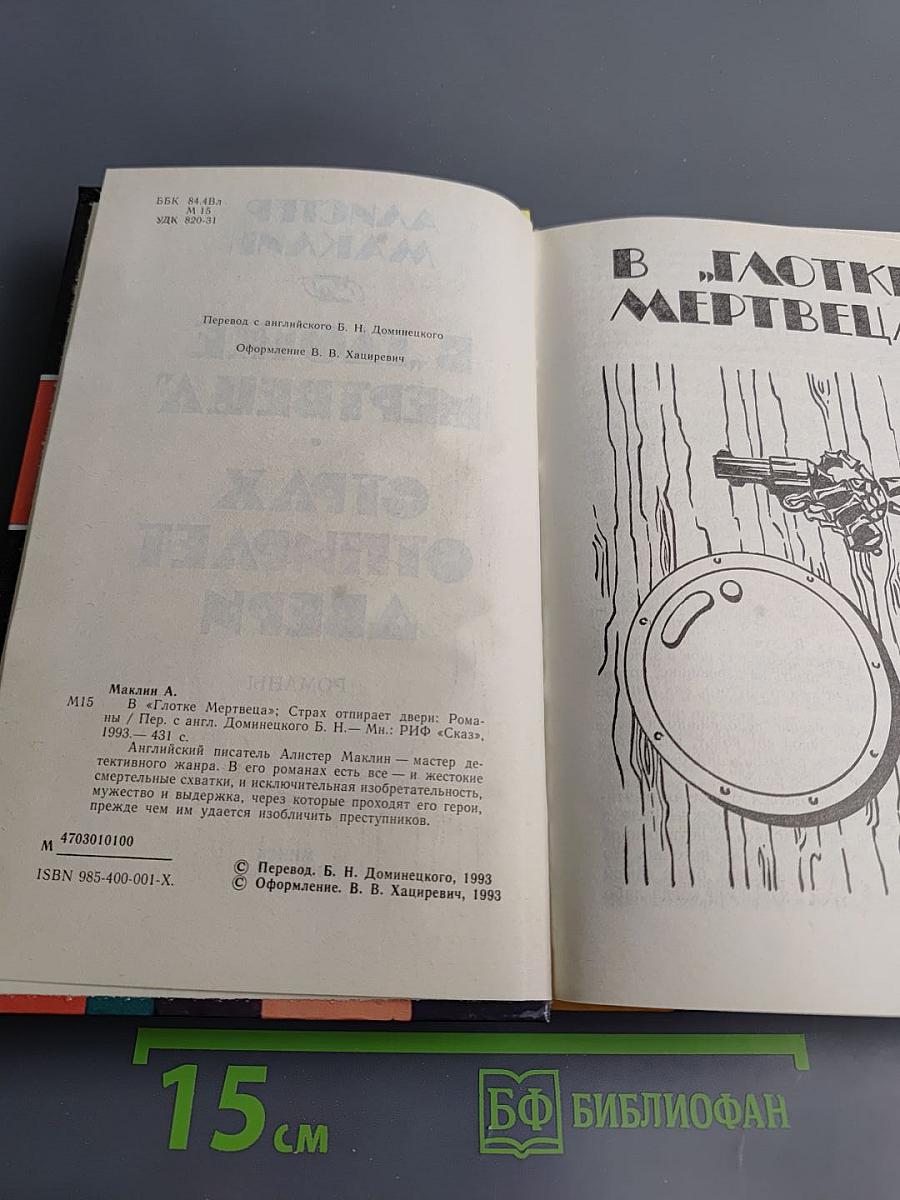 ББК 84.4Вл
М 15
УДК 820-31
Перевод с английского Б. Н. Доминецкого
Оформление В. В. Хациревич
Маклин А.
М15 В «Глотке Мертвеца»; Страх отпирает двери: Рома-
ны / Пер. с англ. Доминецкого Б. Н.— Мн.: РИФ «Сказ»,
1993.— 431 с.
Английский писатель Алистер Маклин — мастер де-
тективного жанра. В его романах есть все — и жестокие
смертельные схватки, и исключительная изобретательность,
мужество и выдержка, через которые проходят его герои,
прежде чем им удается изобличить преступников.
М 4703010100
ISBN 985-400-001-X.
© Перевод. Б. Н. Доминецкого, 1993
© Оформление. В. В. Хациревич, 1993
В „ГЛОТКЕ
МЕРТВЕЦА
15 см
БФ БИБЛИОФАН